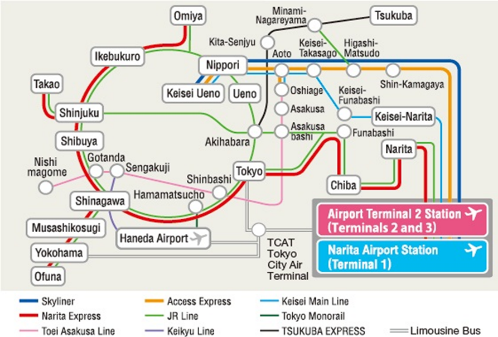 Omiya
Minami-
Nagareyama
Tsukuba
Kita-Senjyu
Ikebukuro
Nippori
Aoto
Keisei-
Takasago
Higashi-
Matsudo
Takao
Keisei Ueno
Ueno
Oshiage
Shin-Kamagaya
Shinjuku
Asakusa
Keisei-
Funabashi
Keisei-Narita
Shibuya
Akihabara
Asakusa
bashi
Funabashi
Narita
Nishi
magome
Gotanda
Sengakuji
Tokyo
Shinbashi
Chiba
Shinagawa
Hamamatsucho
Musashikosugi
Haneda Airport
Airport Terminal 2 Station
(Terminals 2 and 3)
Yokohama
TCAT
Tokyo
City Air
Terminal
Narita Airport Station
(Terminal 1)
Ofuna
Skyliner
Access Express
Keisei Main Line
Narita Express
JR Line
Tokyo Monorail
Toei Asakusa Line
Keikyu Line
TSUKUBA EXPRESS
Limousine Bus